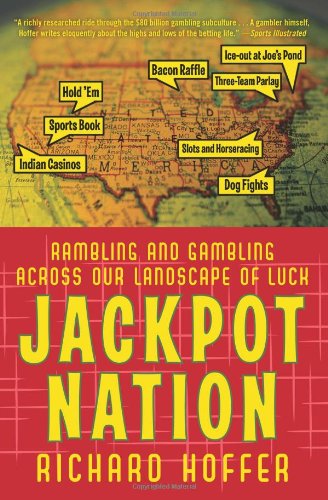 "A richly researched ride through the $80 billion gambling subculture . . . A gambler himself,
Hoffer writes eloquently about the highs and lows of the betting life." —Sports Illustrated
Ice-out at Joe's Pond
Bacon Raffle
Three-Team Parlay
Hold 'Em
Sports Book
Slots and Horseracing
Indian Casinos
Dog Fights
RAMBLING AND GAMBLING
ACROSS OUR LANDSCAPE OF LUCK
JACKPOT
NATION
RICHARD HOFFER